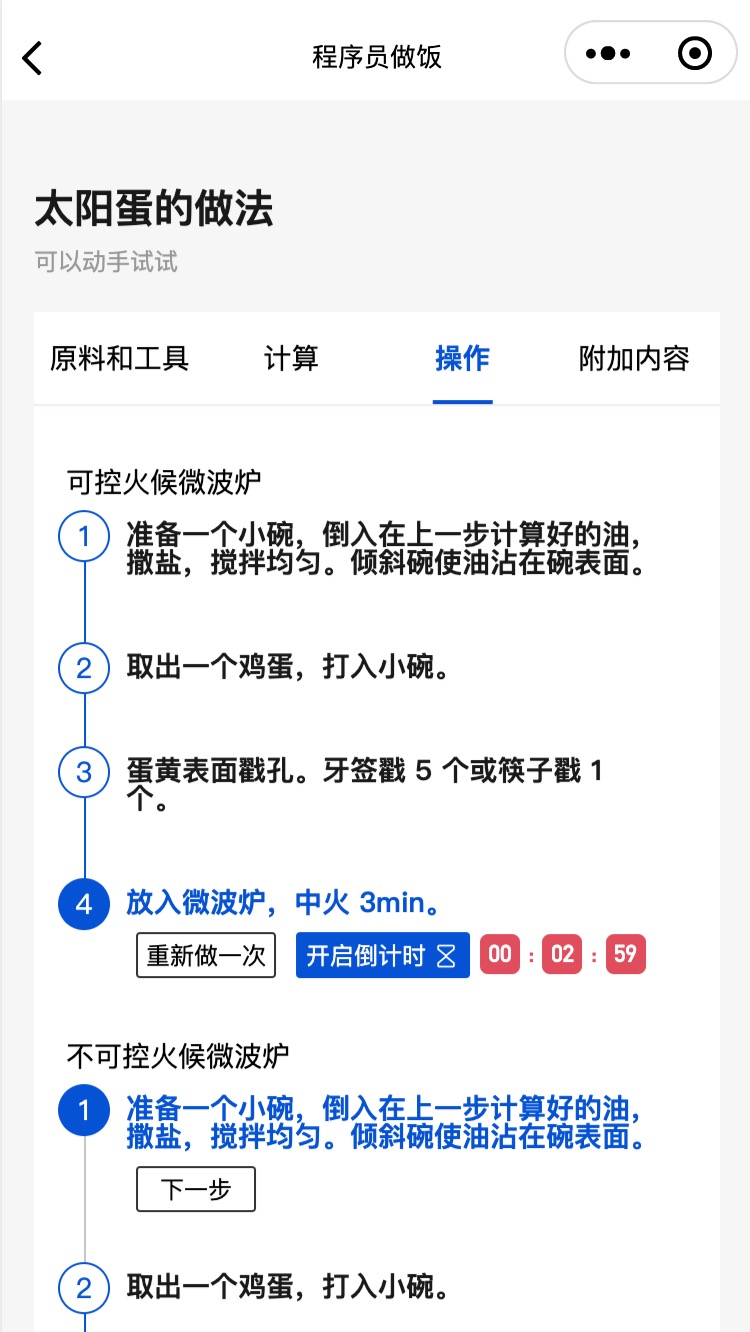 程序员做饭
太阳蛋的做法
可以动手试试
原料和工具 计算 操作 附加内容
可控火候微波炉
1 准备一个小碗，倒入在上一步计算好的油，
撒盐，搅拌均匀。倾斜碗使油沾在碗表面。
2 取出一个鸡蛋，打入小碗。
3 蛋黄表面戳孔。牙签戳 5 个或筷子戳 1
个。
4 放入微波炉，中火 3min。
重新做一次 开启倒计时 00 : 02 : 59
不可控火候微波炉
1 准备一个小碗，倒入在上一步计算好的油，
撒盐，搅拌均匀。倾斜碗使油沾在碗表面。
下一步
2 取出一个鸡蛋，打入小碗。